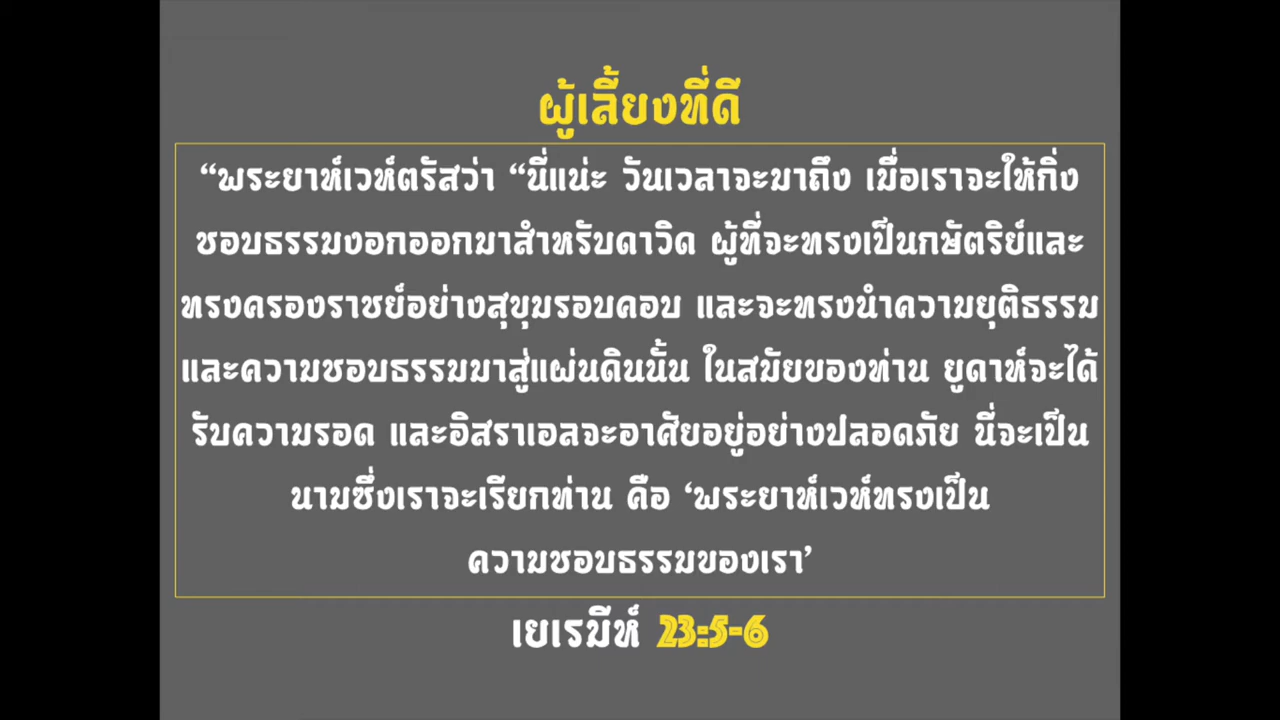 ผู้เลี้ยงที่ดี
“พระยาห์เวห์ตรัสว่า “นี่แน่ะ วันเวลาจะมาถึง เมื่อเราจะให้กิ่ง
ชอบธรรมงอกออกมาสำหรับดาวิด ผู้ที่จะทรงเป็นกษัตริย์และ
ทรงครองราชย์อย่างสุขุมรอบคอบ และจะทรงนำความยุติธรรม
และความชอบธรรมมาสู่แผ่นดินนั้น ในสมัยของท่าน ยูดาห์จะได้
รับความรอด และอิสราเอลจะอาศัยอยู่อย่างปลอดภัย นี่จะเป็น
นามซึ่งเราจะเรียกท่าน คือ ‘พระยาห์เวห์ทรงเป็น
ความชอบธรรมของเรา’
เยเรมีห์ 23:5-6